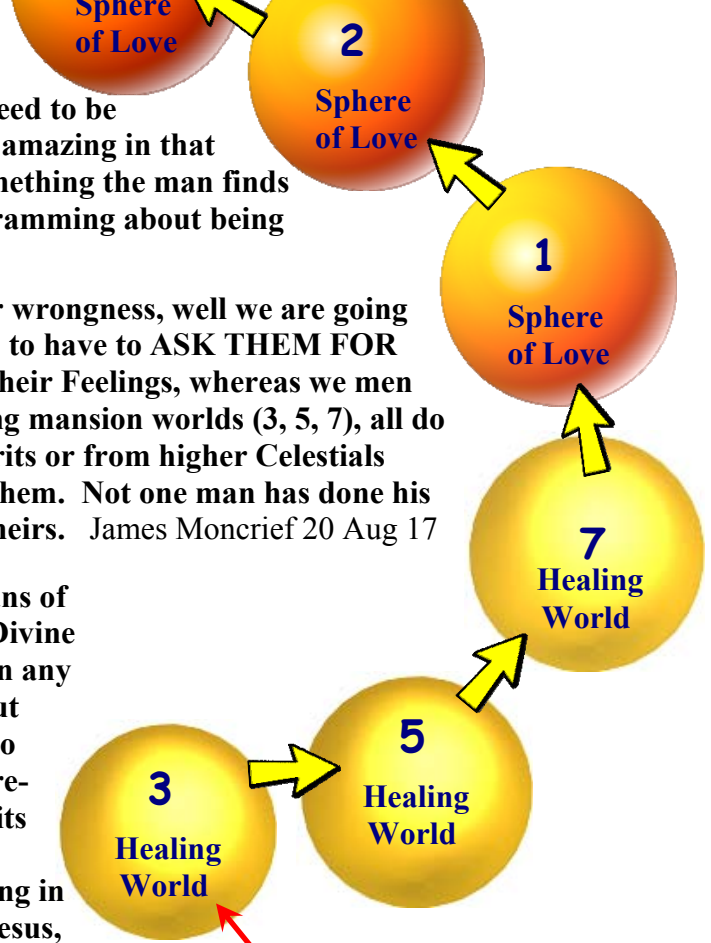 Sphere
of Love
2
Sphere
of Love
eed to be
amazing in that
mething the man finds
ramming about being
1
Sphere
of Love
r wrongness, well we are going
to have to ASK THEM FOR
heir Feelings, whereas we men
ng mansion worlds (3, 5, 7), all do
rits or from higher Celestials
hem. Not one man has done his
heirs. James Moncrief 20 Aug 17
7
Healing
World
ns of
Divine
n any
ut
o
re-
its
ng in
esus,
5
Healing
World
3
Healing
World